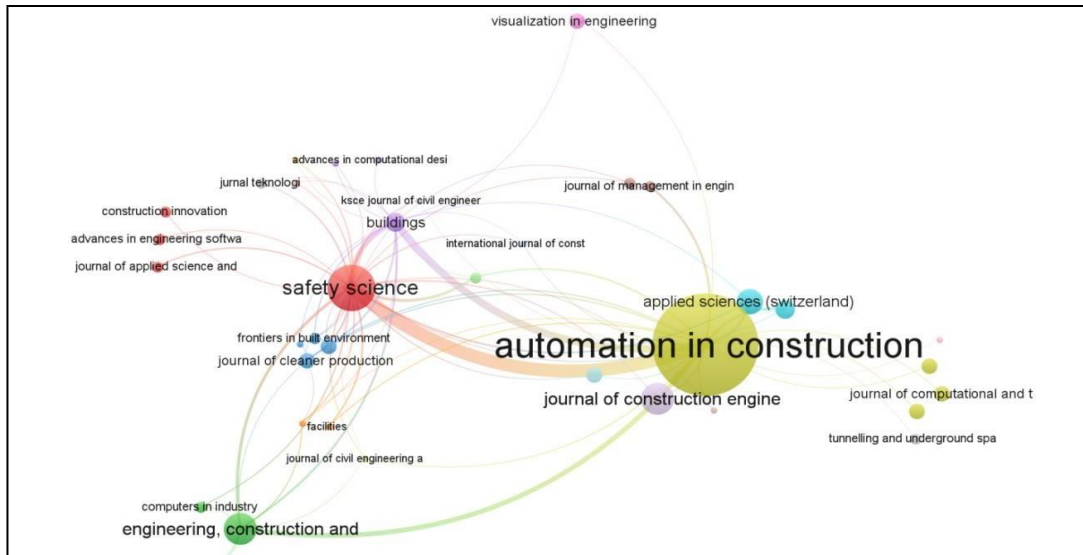 visualization in engineering
advances in computational desi
jurnal teknologi
journal of management in engin
ksce journal of civil engineer
construction innovation
buildings
advances in engineering softwa
international journal of const
journal of applied science and
safety science
applied sciences (switzerland)
frontiers in built environment
automation in construction
journal of cleaner production
journal of construction engine
journal of computational and t
facilities
tunnelling and underground spa
journal of civil engineering a
computers in industry
engineering, construction and